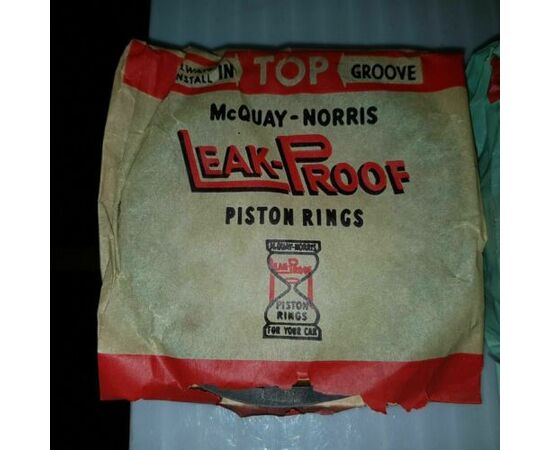 ALWAYS
INSTALL IN TOP GROOVE
McQUAY-NORRIS
LEAK-PROOF
PISTON RINGS
McQUAY-NORRIS
LEAK-PROOF
PISTON
RINGS
FOR YOUR CAR